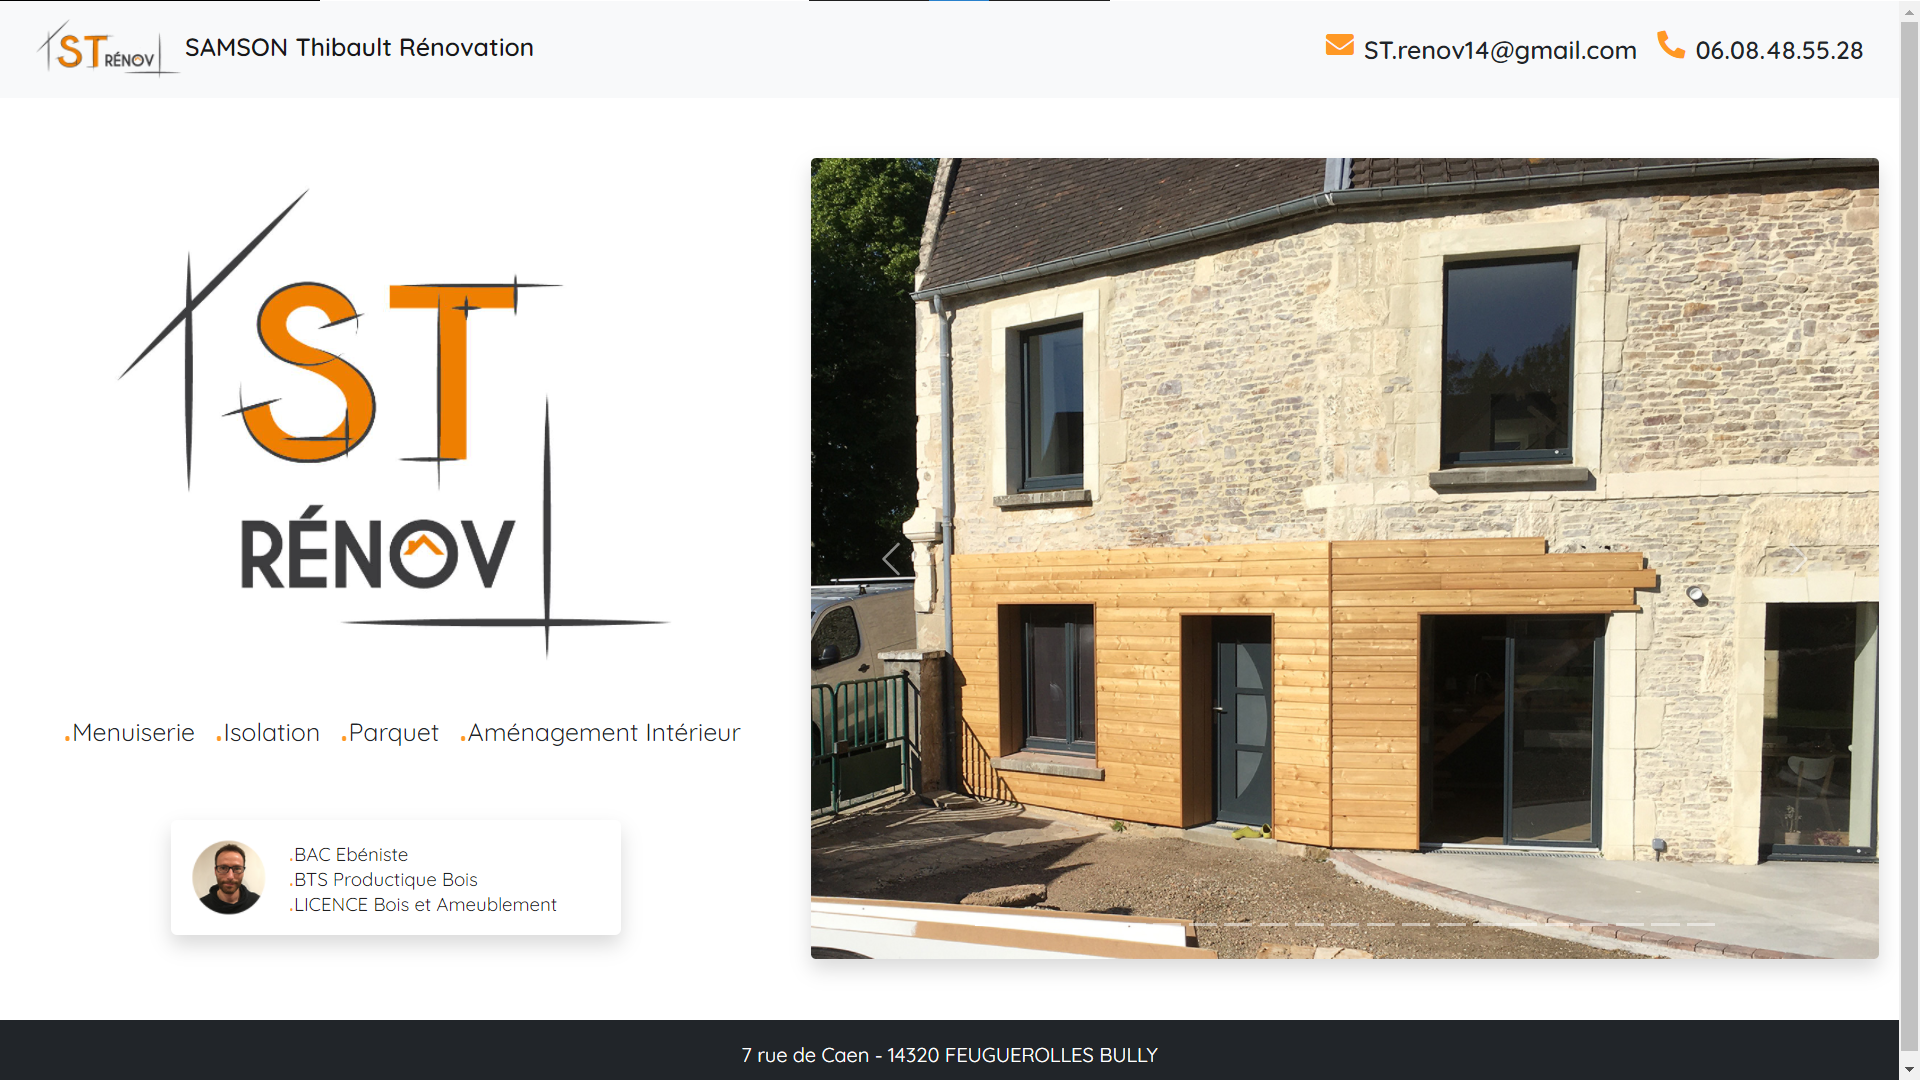 ST RÉNOV
SAMSON Thibault Rénovation
ST.renov14@gmail.com
06.08.48.55.28
ST
RÉNOV
.Menuiserie .Isolation .Parquet .Aménagement Intérieur
.BAC Ebéniste
.BTS Productique Bois
.LICENCE Bois et Ameublement
7 rue de Caen - 14320 FEUGUEROLLES BULLY